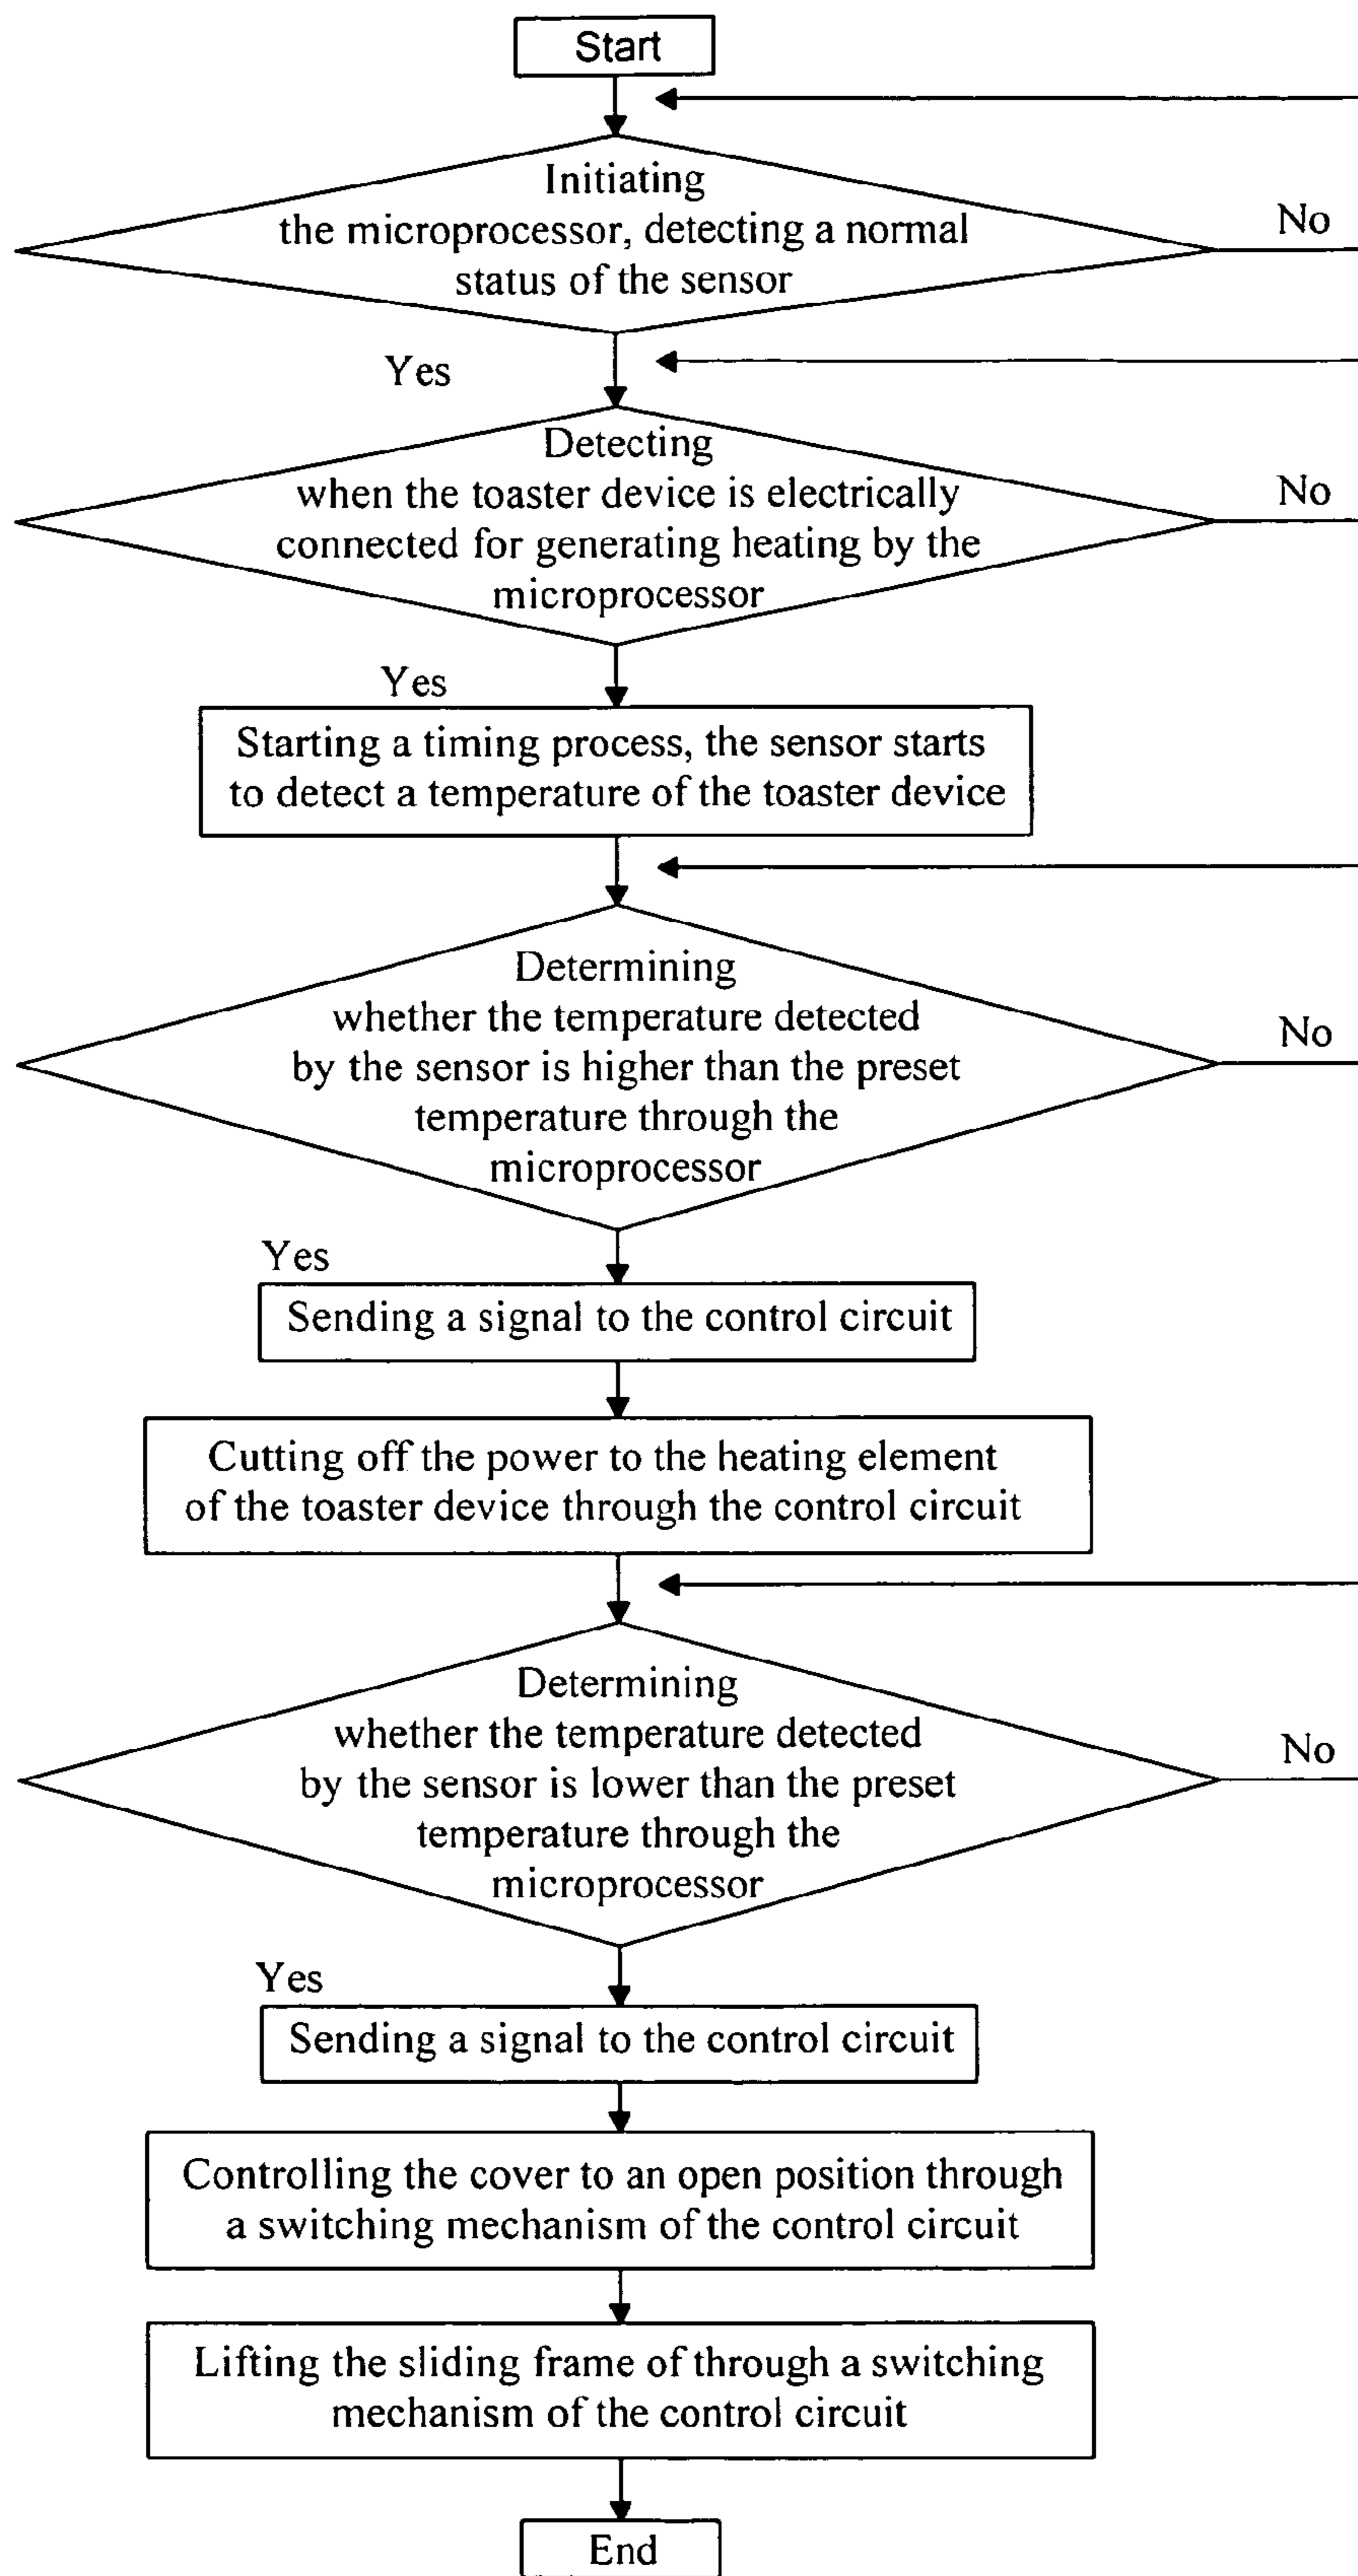 Start
Initiating
the microprocessor, detecting a normal
status of the sensor
No
Yes
Detecting
when the toaster device is electrically
connected for generating heating by the
microprocessor
No
Yes
Starting a timing process, the sensor starts
to detect a temperature of the toaster device
Determining
whether the temperature detected
by the sensor is higher than the preset
temperature through the
microprocessor
No
Yes
Sending a signal to the control circuit
Cutting off the power to the heating element
of the toaster device through the control circuit
Determining
whether the temperature detected
by the sensor is lower than the preset
temperature through the
microprocessor
No
Yes
Sending a signal to the control circuit
Controlling the cover to an open position through
a switching mechanism of the control circuit
Lifting the sliding frame of through a switching
mechanism of the control circuit
End